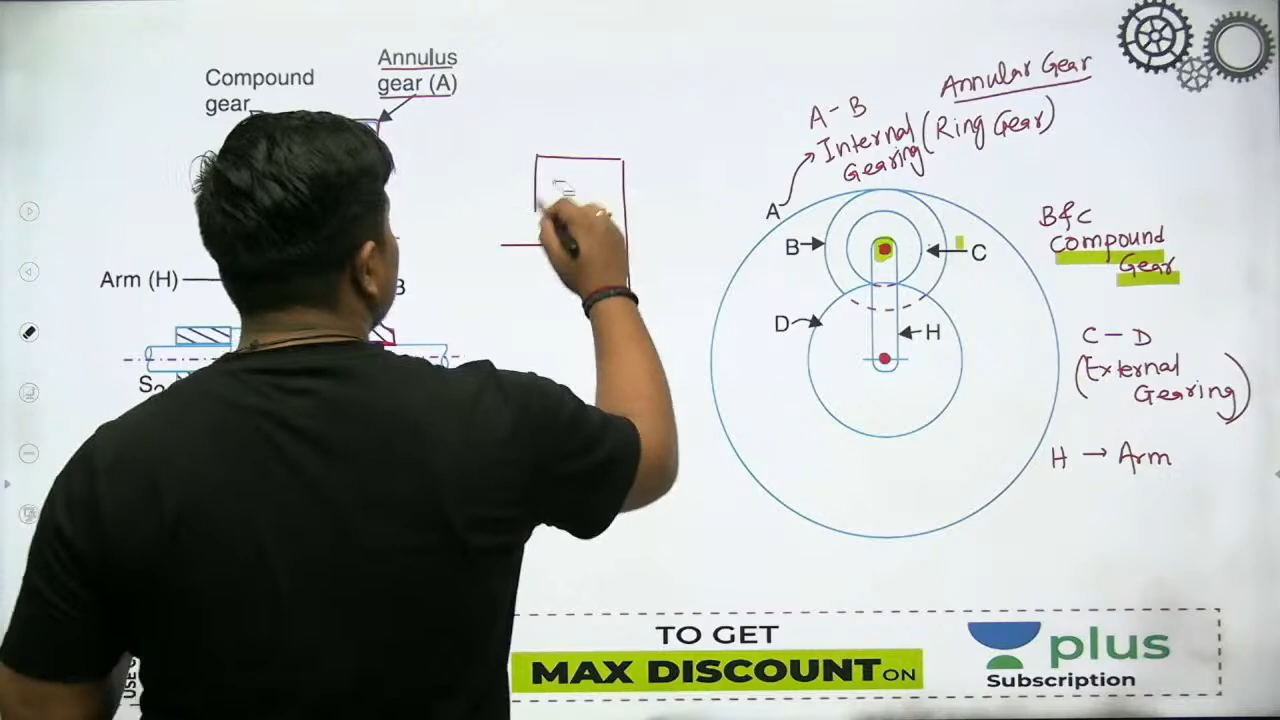 Compound
gear
Annulus
gear (A)
Arm (H)
B
S
A - B
Internal
Gearing
Annular Gear
(Ring Gear)
A
B
C
D
H
B & C
Compound
Gear
C - D
(External
Gearing)
H → Arm
TO GET
MAX DISCOUNT ON
plus
Subscription